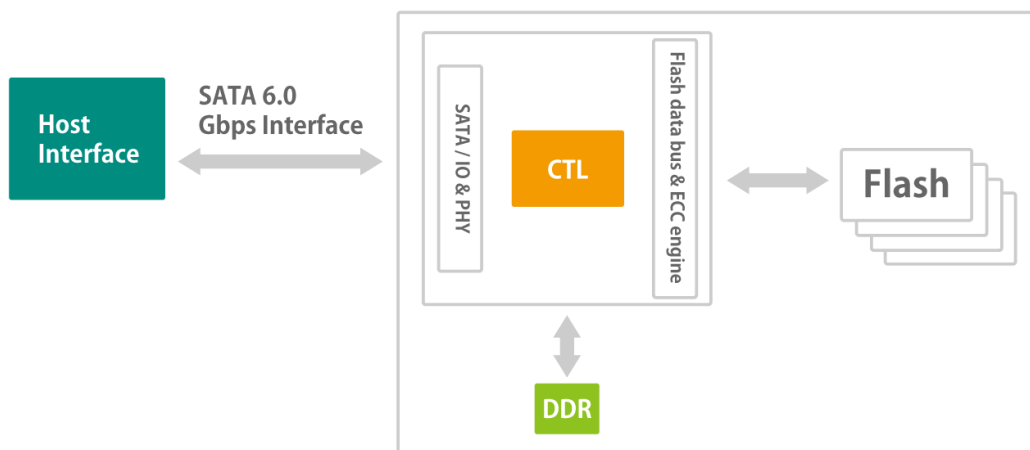 Host
Interface
SATA 6.0
Gbps Interface
SATA / IO & PHY
CTL
Flash data bus & ECC engine
Flash
DDR